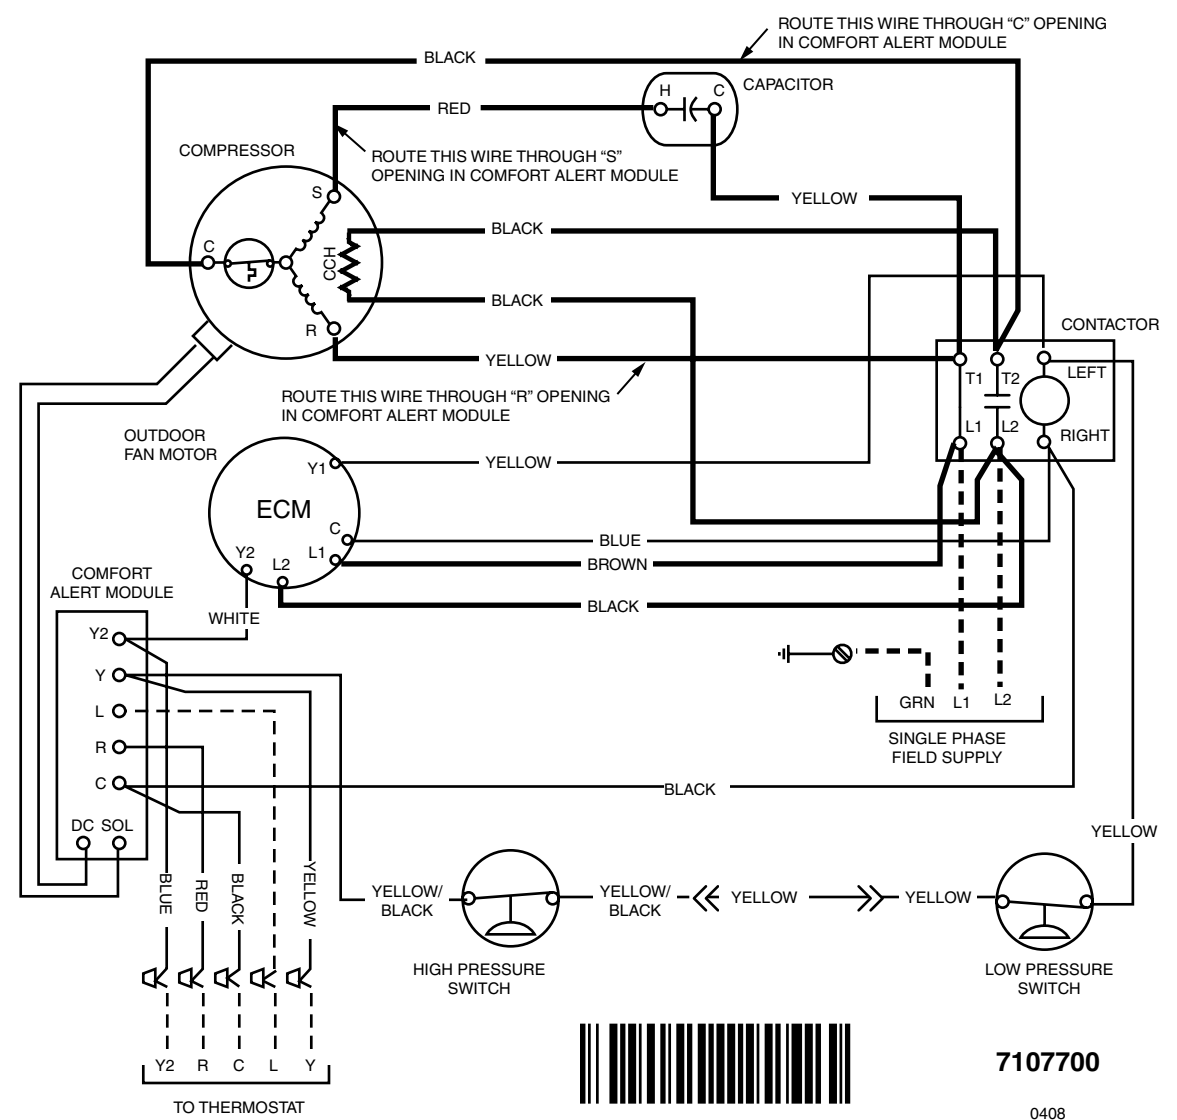 ROUTE THIS WIRE THROUGH “C” OPENING
IN COMFORT ALERT MODULE
BLACK
H C
CAPACITOR
RED
COMPRESSOR
ROUTE THIS WIRE THROUGH “S”
OPENING IN COMFORT ALERT MODULE
S
YELLOW
BLACK
C
CCH
BLACK
R
CONTACTOR
YELLOW
T1 T2
LEFT
ROUTE THIS WIRE THROUGH “R” OPENING
IN COMFORT ALERT MODULE
L1 L2
RIGHT
OUTDOOR
FAN MOTOR
Y1
YELLOW
ECM
C
BLUE
Y2
L2
L1
BROWN
COMFORT
ALERT MODULE
BLACK
WHITE
Y2
Y
GRN L1 L2
L
SINGLE PHASE
FIELD SUPPLY
R
C
BLACK
DC SOL
YELLOW
BLUE
RED
BLACK
YELLOW
YELLOW/
BLACK
YELLOW/
BLACK
YELLOW
YELLOW
HIGH PRESSURE
SWITCH
LOW PRESSURE
SWITCH
Y2 R C L Y
TO THERMOSTAT
7107700
0408